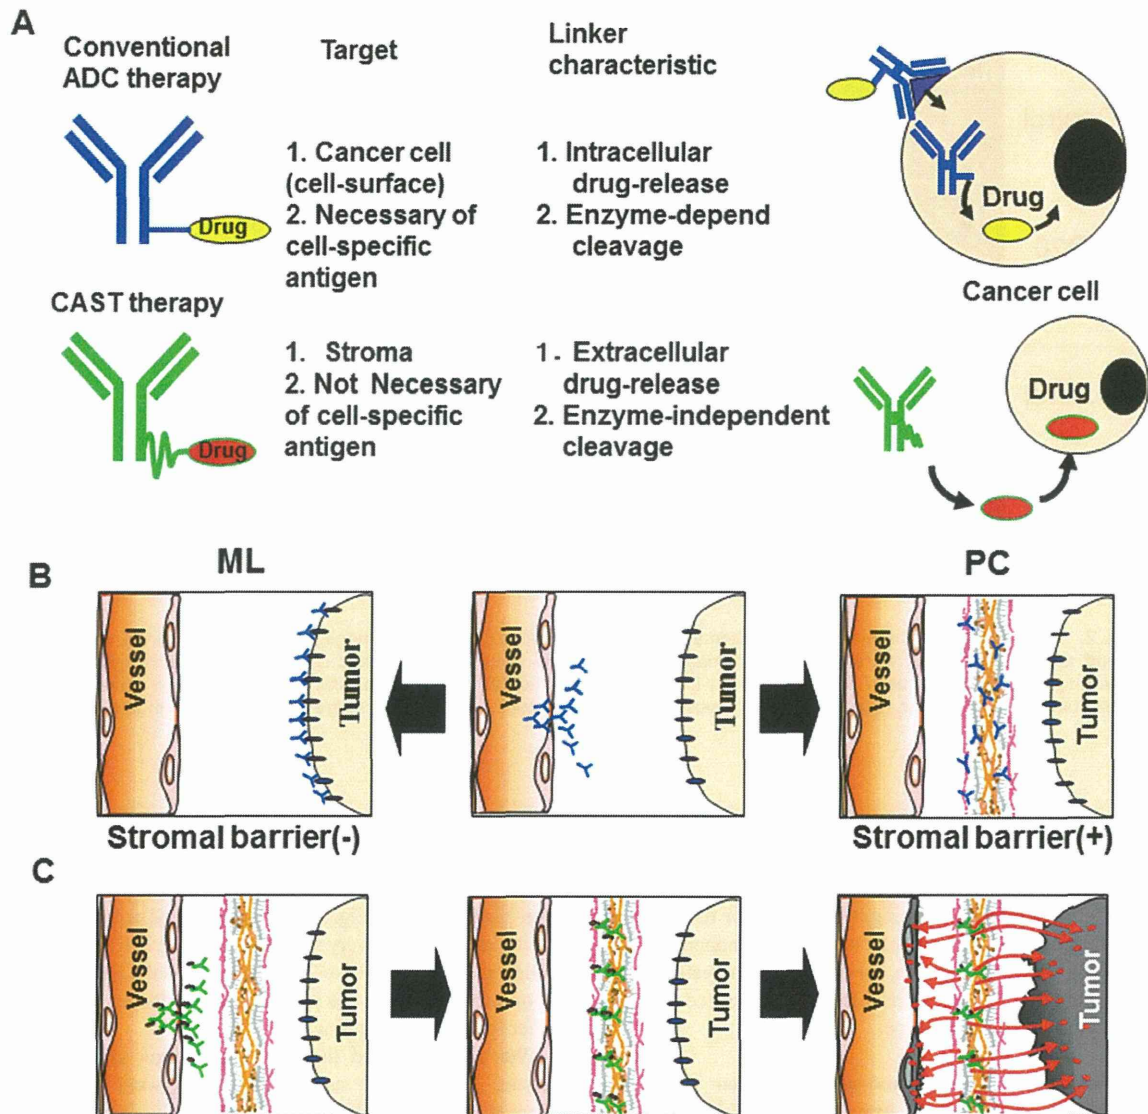 A
Conventional
ADC therapy
Target
Linker
characteristic
Drug
1. Cancer cell
(cell-surface)
2. Necessary of
cell-specific
antigen
1. Intracellular
drug-release
2. Enzyme-depend
cleavage
Drug
Cancer cell
CAST therapy
Drug
1. Stroma
2. Not Necessary
of cell-specific
antigen
1. Extracellular
drug-release
2. Enzyme-independent
cleavage
Drug
B
ML
PC
Vessel
Tumor
Vessel
Tumor
Vessel
Tumor
Stromal barrier(-)
Stromal barrier(+)
C
Vessel
Tumor
Vessel
Tumor
Vessel
Tumor